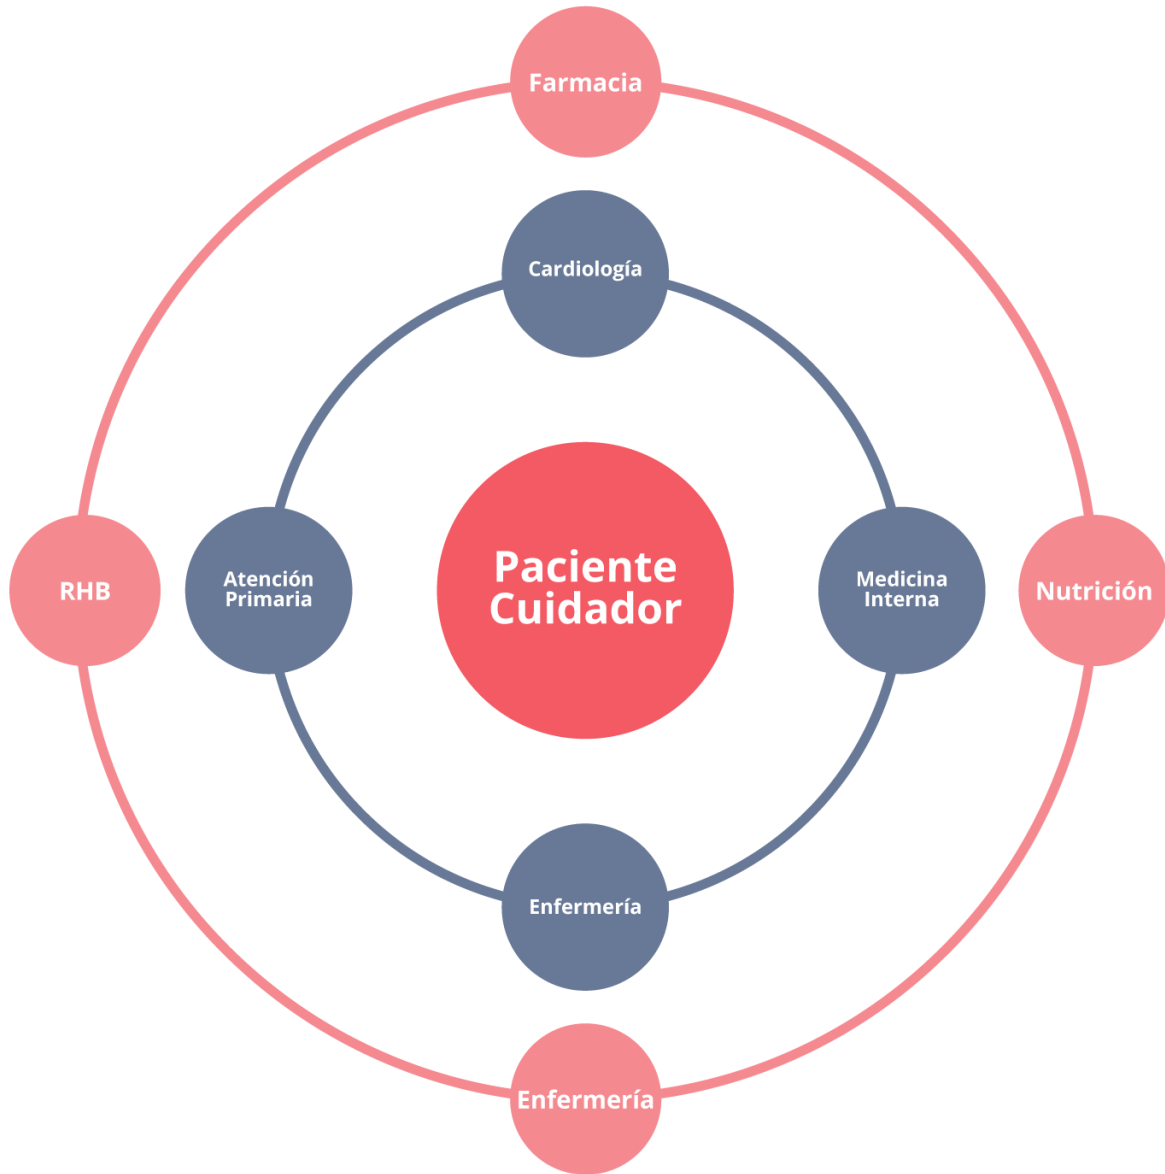 Farmacia
Cardiología
Paciente
Cuidador
Atención
Primaria
Medicina
Interna
RHB
Nutrición
Enfermería
Enfermería